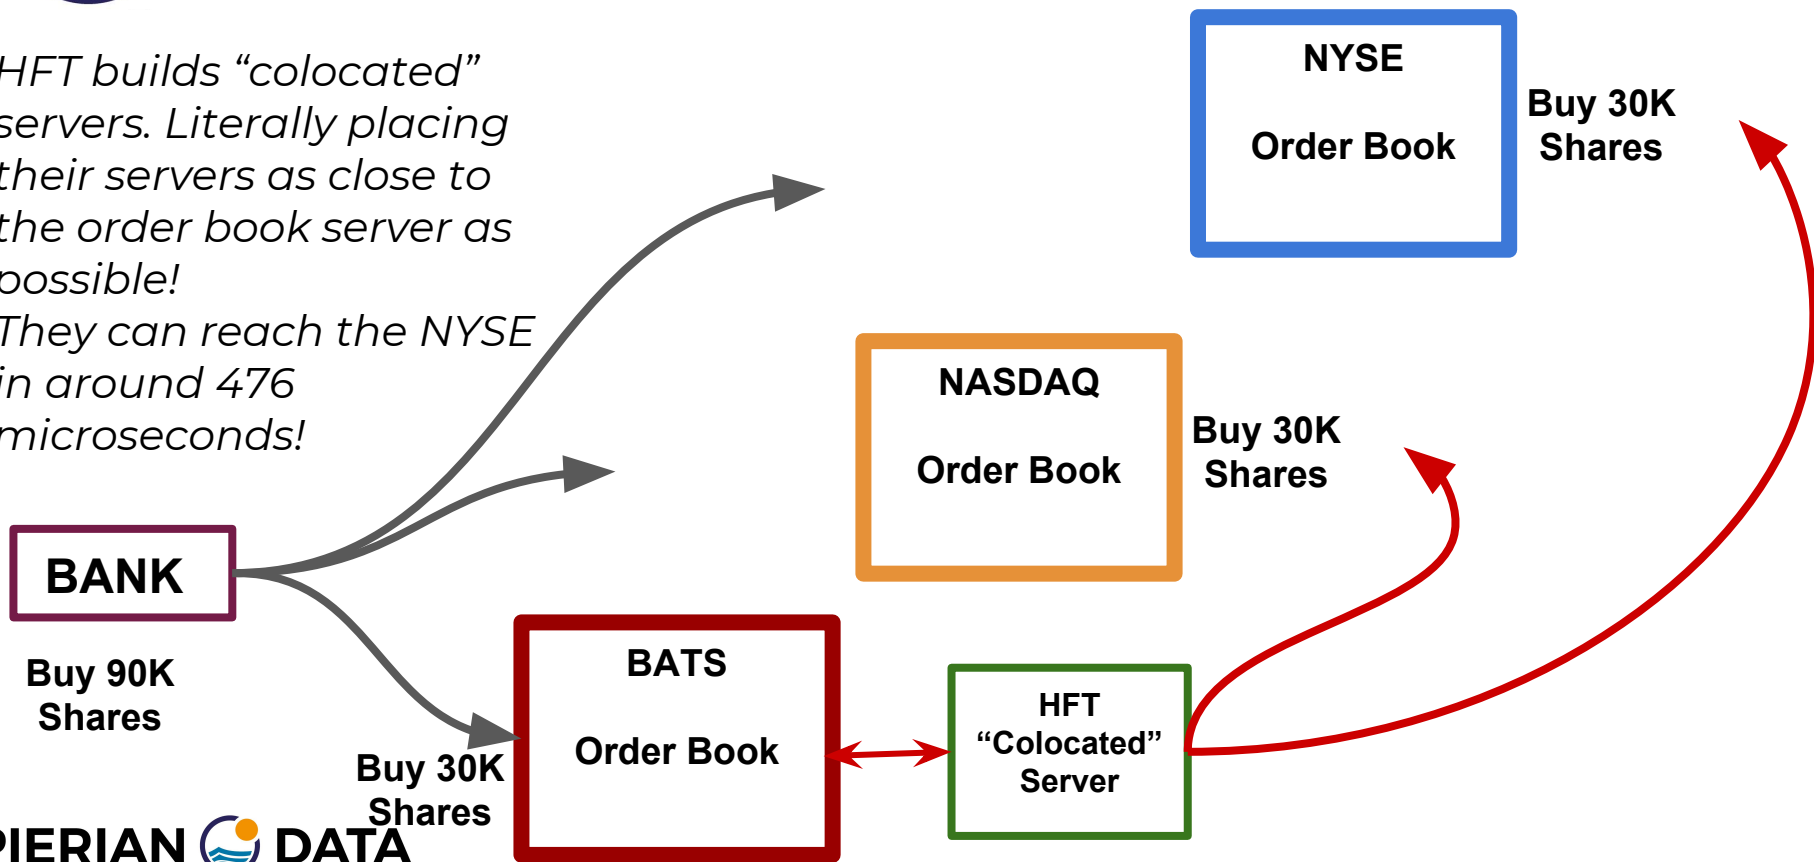 HFT builds “colocated”
servers. Literally placing
their servers as close to
the order book server as
possible!
They can reach the NYSE
in around 476
microseconds!
NYSE
Order Book
Buy 30K
Shares
NASDAQ
Order Book
Buy 30K
Shares
BANK
Buy 90K
Shares
BATS
Order Book
Buy 30K
Shares
HFT
“Colocated”
Server
PIERIAN DATA